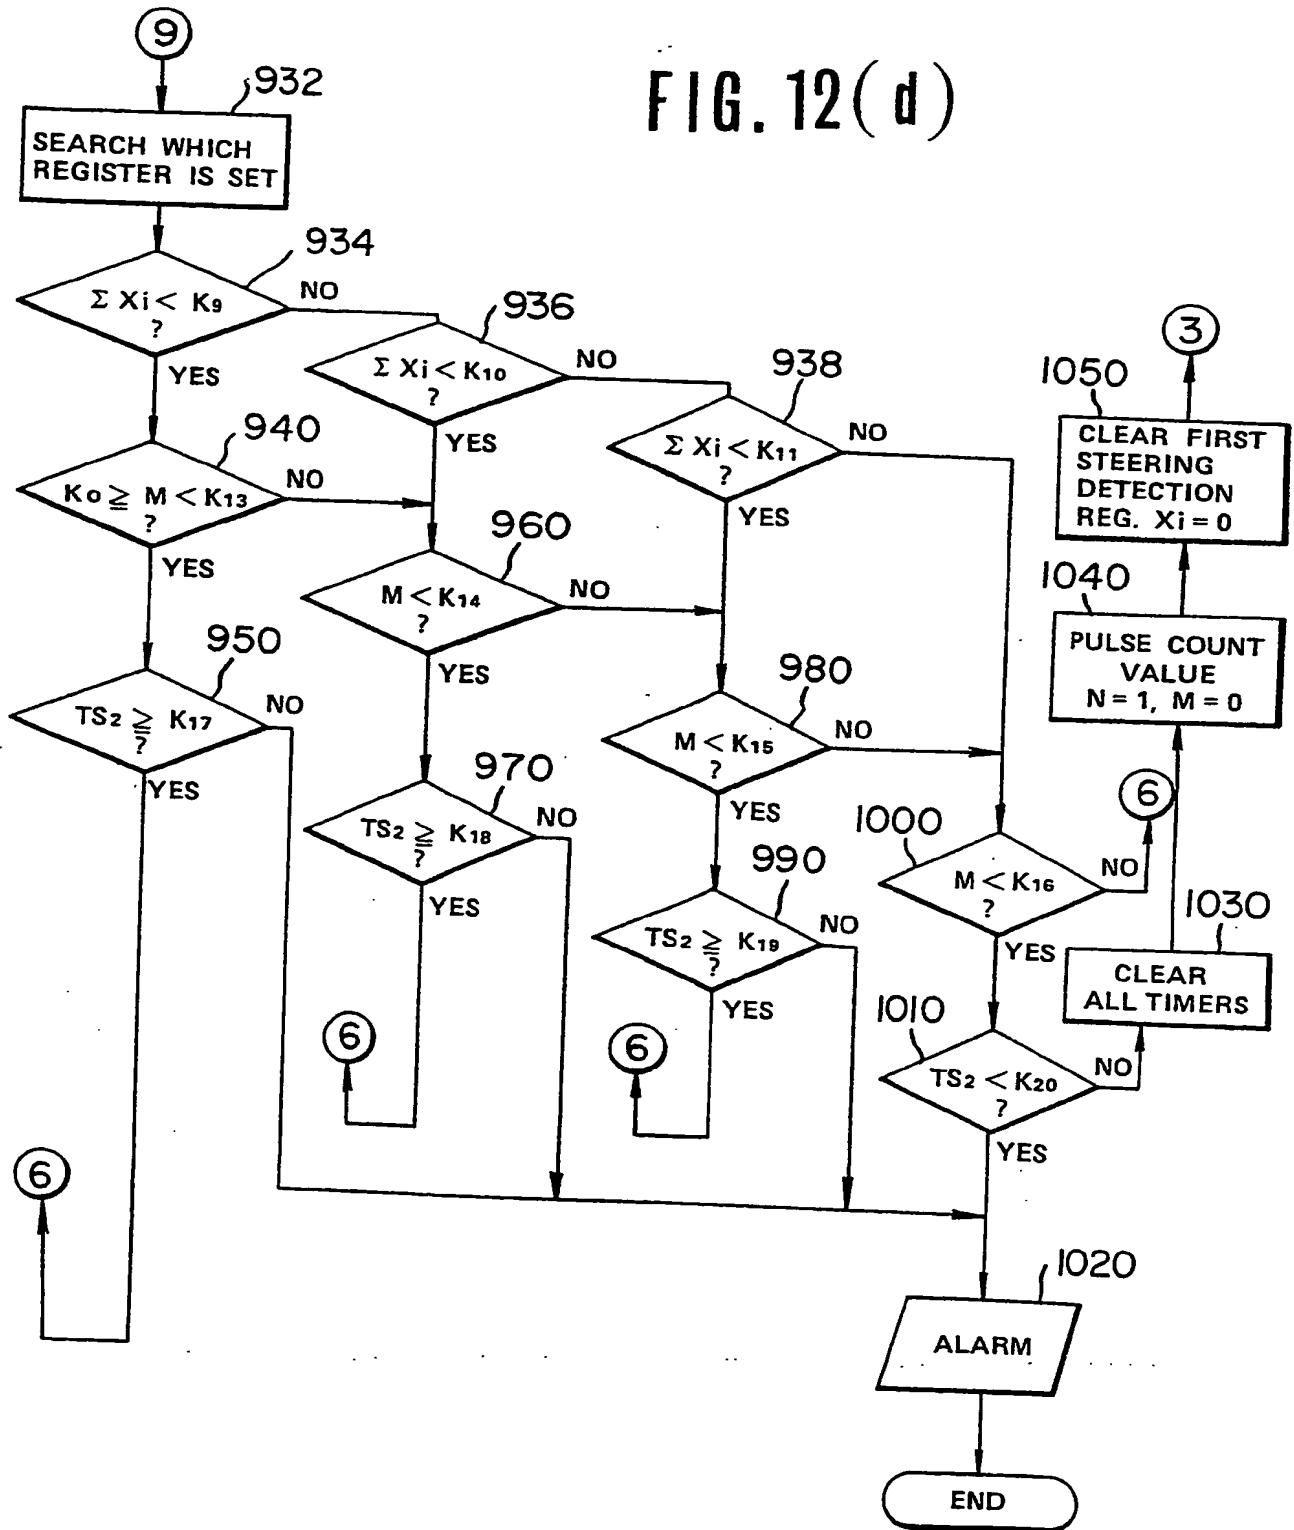 9
FIG. 12(d)
932
SEARCH WHICH
REGISTER IS SET
934
Σ Xi < K9
?
NO
YES
936
Σ Xi < K10
?
NO
YES
938
Σ Xi < K11
?
NO
YES
940
Ko ≧ M < K13
?
NO
YES
960
M < K14
?
NO
YES
950
TS2 ≧ K17
?
NO
YES
980
M < K15
?
NO
YES
970
TS2 ≧ K18
?
NO
YES
990
TS2 ≧ K19
?
NO
YES
1000
M < K16
?
NO
YES
6
1010
TS2 < K20
?
NO
YES
6
6
6
3
1050
CLEAR FIRST
STEERING
DETECTION
REG. Xi = 0
1040
PULSE COUNT
VALUE
N = 1, M = 0
1030
CLEAR
ALL TIMERS
1020
ALARM
END